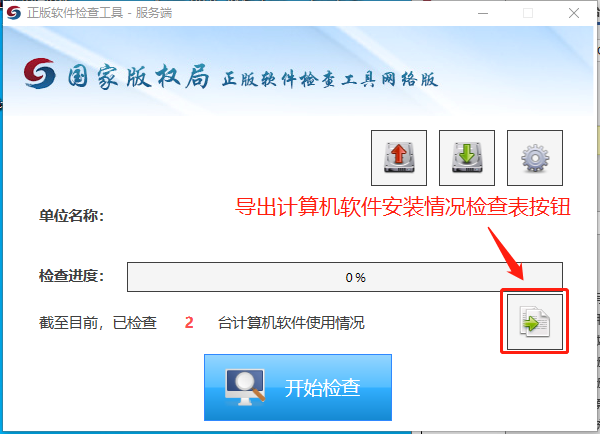 正版软件检查工具 - 服务端
国家版权局 正版软件检查工具网络版
导出计算机软件安装情况检查表按钮
单位名称:
检查进度: 0 %
截至目前，已检查 2 台计算机软件使用情况
开始检查